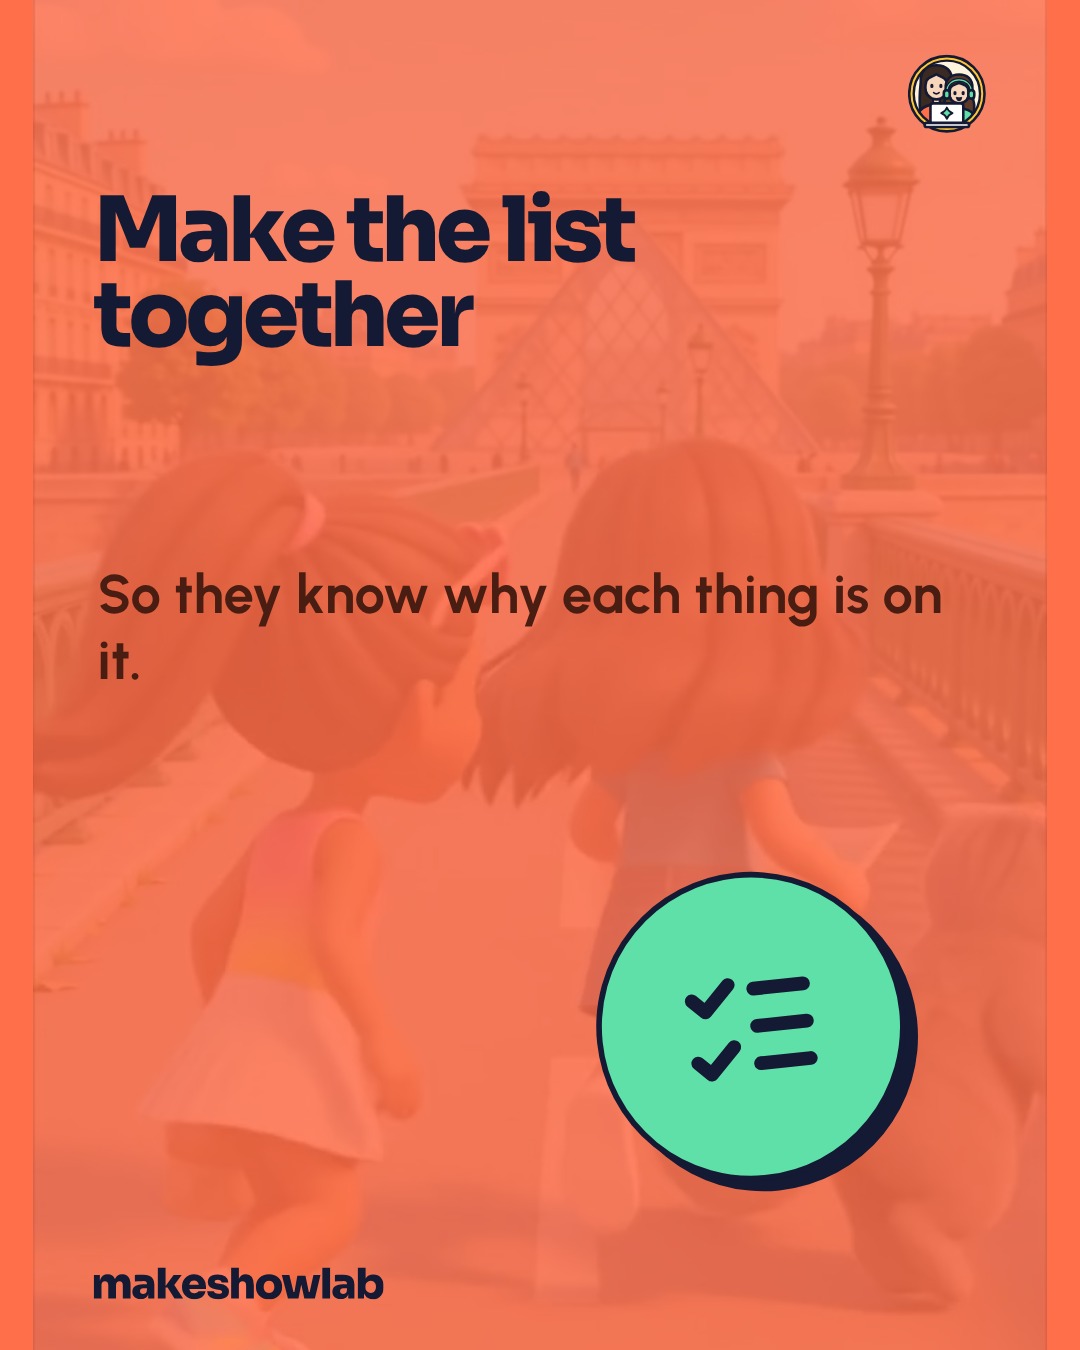 Make the list
together
So they know why each thing is on
it.
makeshowlab